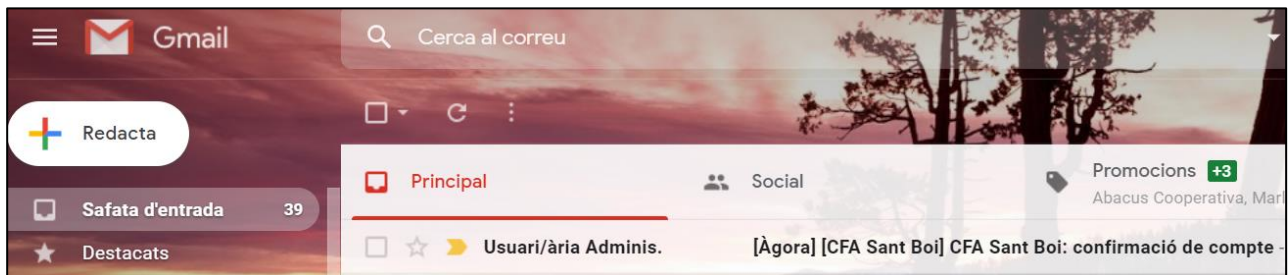 Gmail
Cerca al correu
Redacta
Principal
Social
Promocions +3
Abacus Cooperativa, Mar
Safata d'entrada 39
Destacats
Usuari/ària Adminis. [Àgora] [CFA Sant Boi] CFA Sant Boi: confirmació de compte -